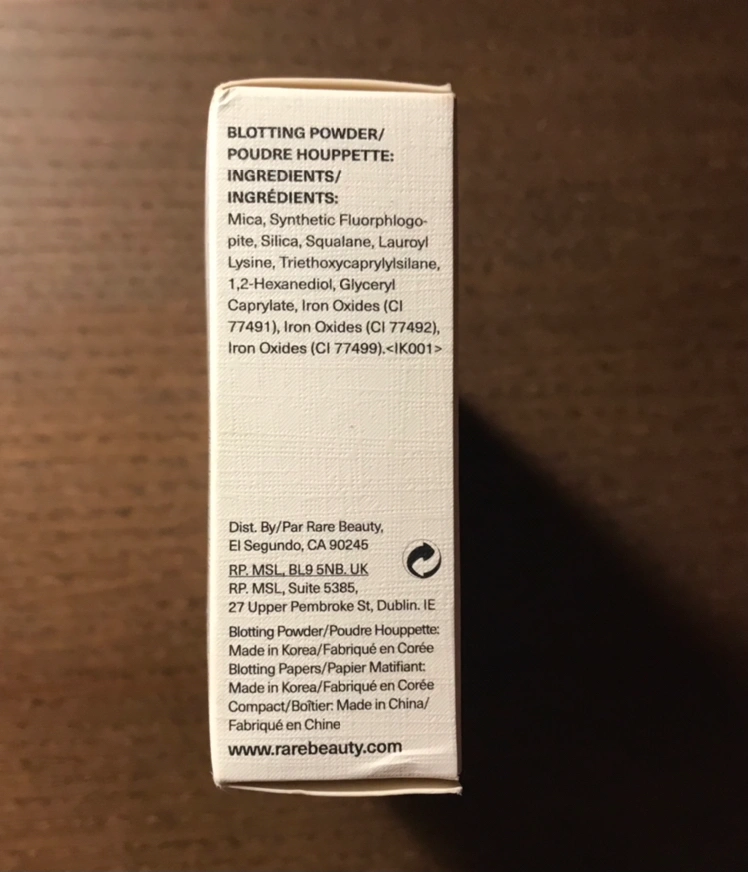 BLOTTING POWDER/
POUDRE HOUPPETTE:
INGREDIENTS/
INGRÉDIENTS:
Mica, Synthetic Fluorphlogo-
pite, Silica, Squalane, Lauroyl
Lysine, Triethoxycaprylylsilane,
1,2-Hexanediol, Glyceryl
Caprylate, Iron Oxides (CI
77491), Iron Oxides (CI 77492),
Iron Oxides (CI 77499).<IK001>
Dist. By/Par Rare Beauty,
El Segundo, CA 90245
RP. MSL, BL9 5NB. UK
RP. MSL, Suite 5385,
27 Upper Pembroke St, Dublin. IE
Blotting Powder/Poudre Houppette:
Made in Korea/Fabriqué en Corée
Blotting Papers/Papier Matifiant:
Made in Korea/Fabriqué en Corée
Compact/Boîtier: Made in China/
Fabriqué en Chine
www.rarebeauty.com